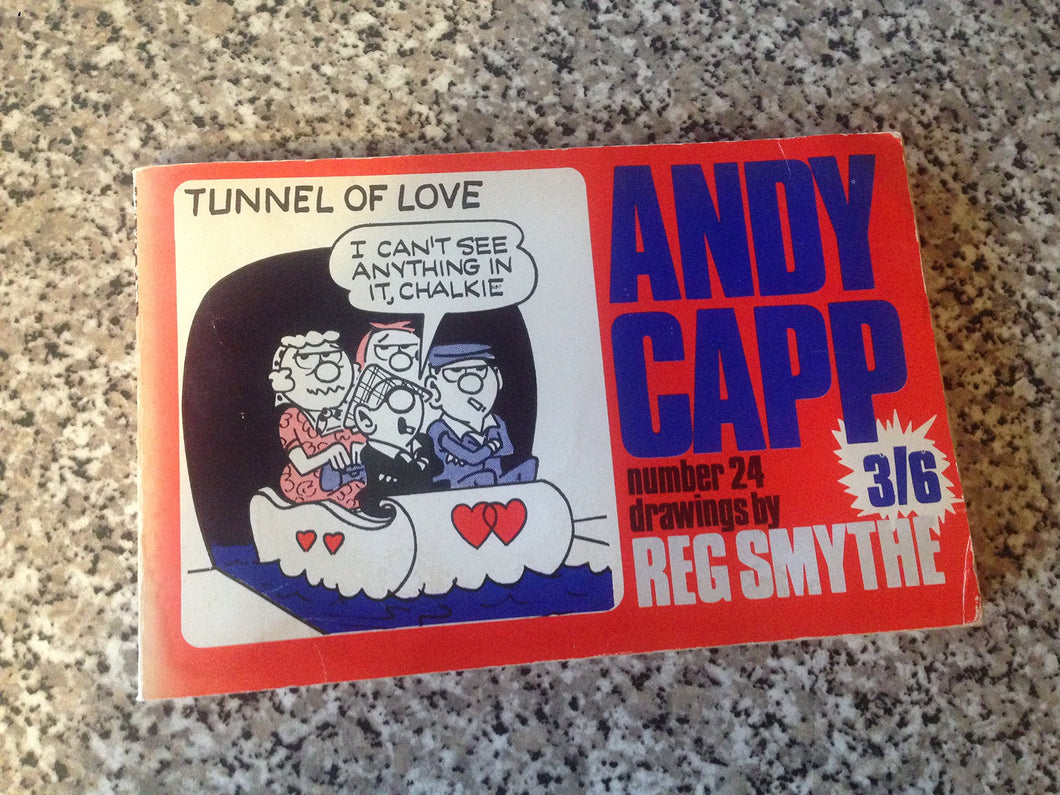 TUNNEL OF LOVE
I CAN'T SEE
ANYTHING IN
IT, CHALKIE
ANDY
CAPP
number 24
drawings by
3/6
REG SMYTHE